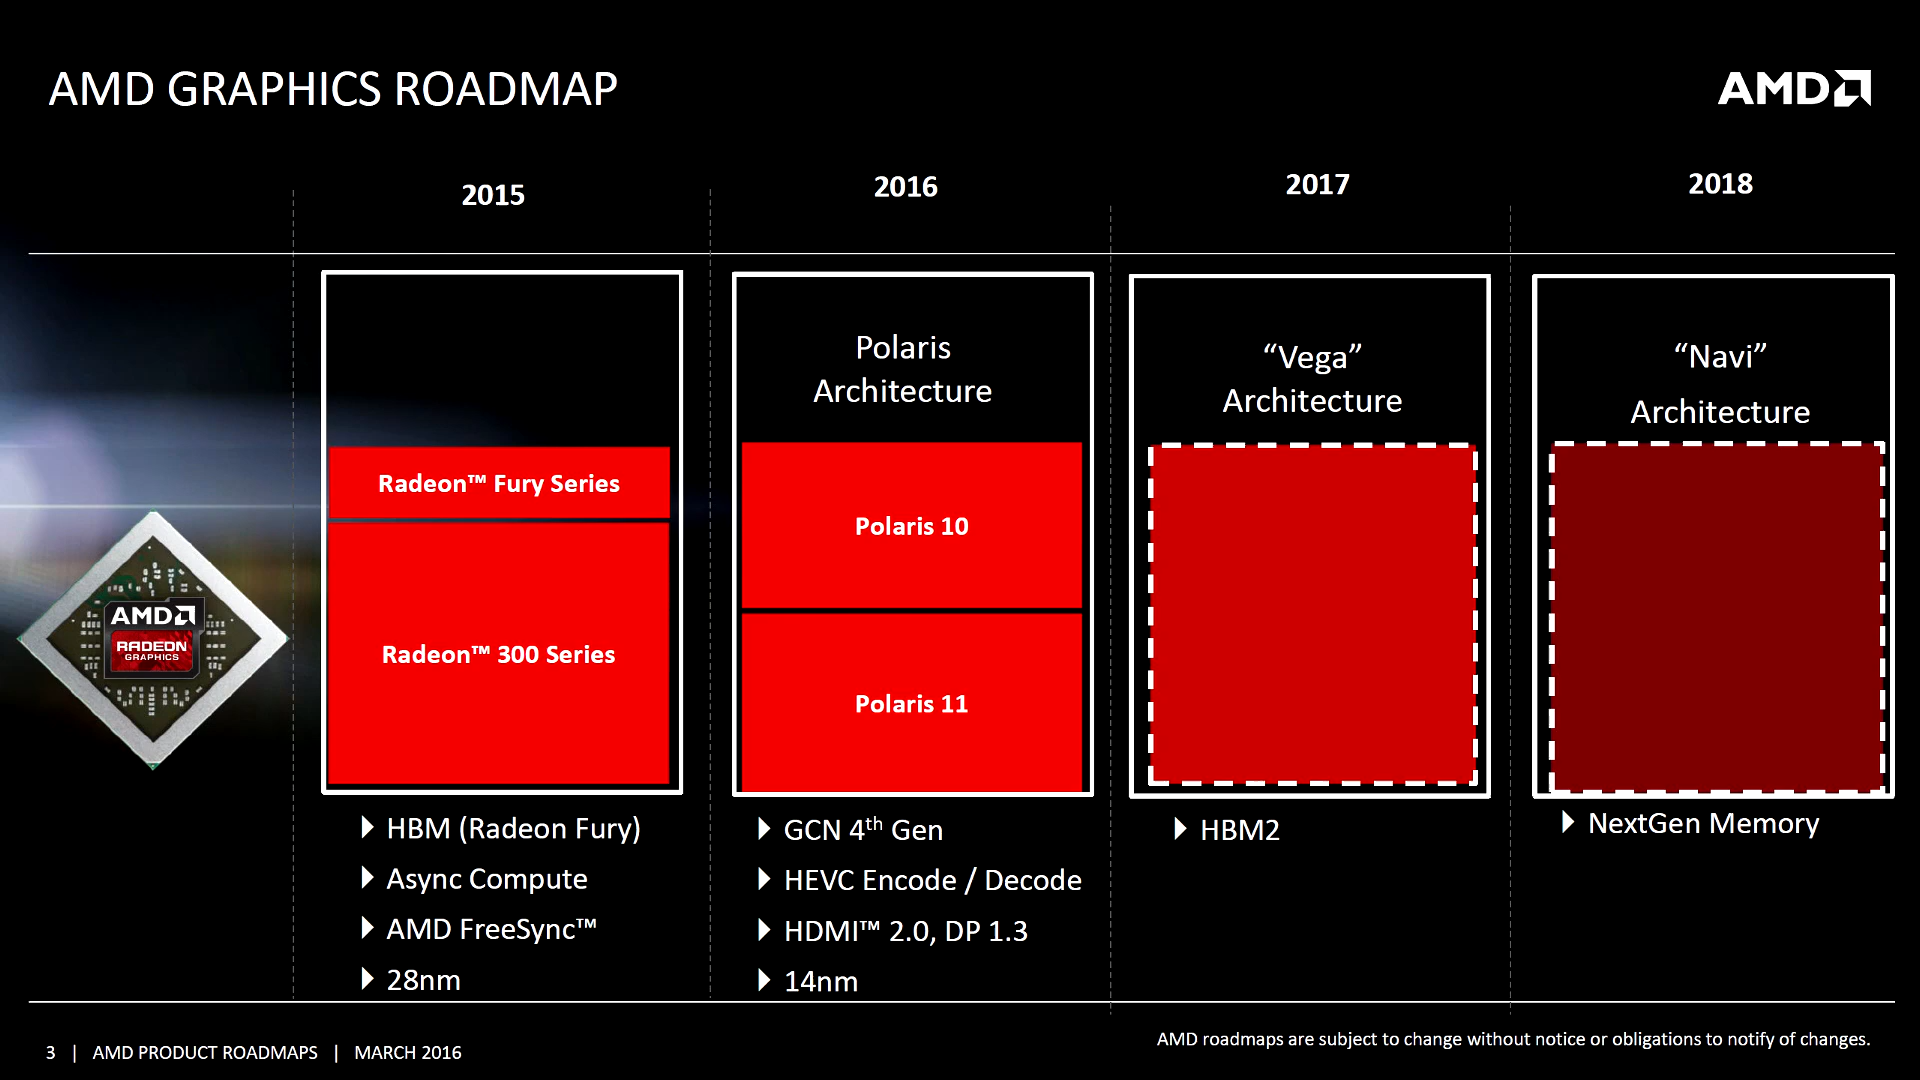 AMD GRAPHICS ROADMAP
AMD
2015
2016
2017
2018
Radeon™ Fury Series
Radeon™ 300 Series
HBM (Radeon Fury)
Async Compute
AMD FreeSync™
28nm
Polaris
Architecture
Polaris 10
Polaris 11
GCN 4th Gen
HEVC Encode / Decode
HDMI™ 2.0, DP 1.3
14nm
“Vega”
Architecture
HBM2
“Navi”
Architecture
NextGen Memory
AMD
RADEON
GRAPHICS
3 | AMD PRODUCT ROADMAPS | MARCH 2016
AMD roadmaps are subject to change without notice or obligations to notify of changes.